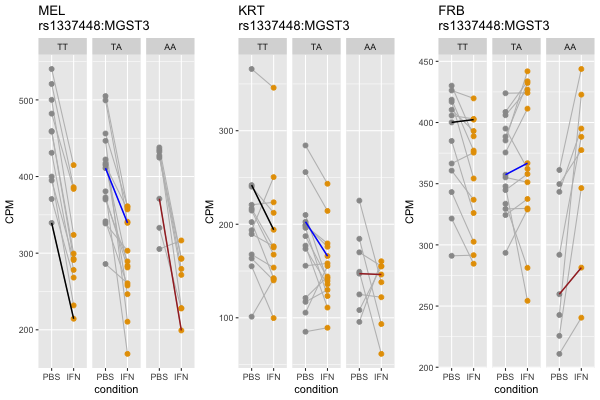 MEL
rs1337448:MGST3
TT TA AA
500
400
300
200
CPM
PBS IFN PBS IFN PBS IFN
condition
KRT
rs1337448:MGST3
TT TA AA
300
200
100
CPM
PBS IFN PBS IFN PBS IFN
condition
FRB
rs1337448:MGST3
TT TA AA
450
400
350
300
250
200
CPM
PBS IFN PBS IFN PBS IFN
condition